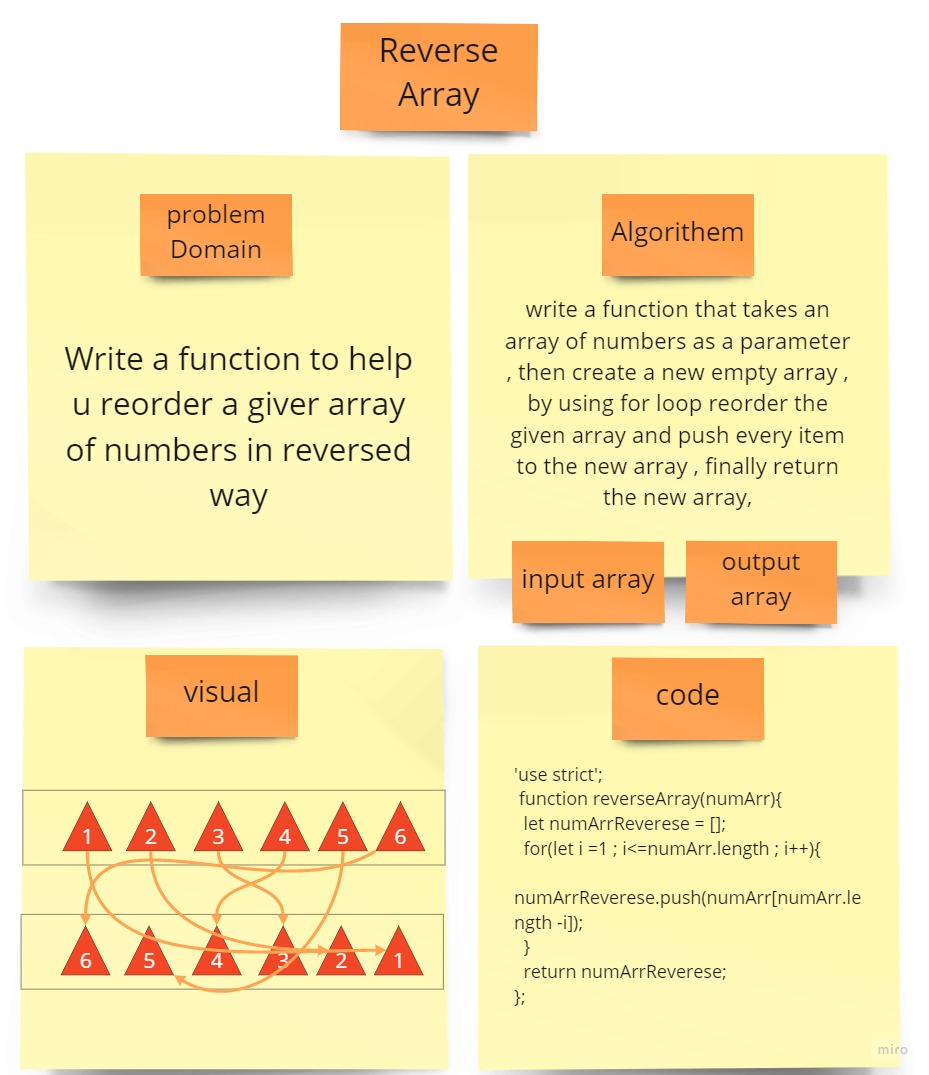 Reverse
Array
problem
Domain
Write a function to help
u reorder a giver array
of numbers in reversed
way
Algorithem
write a function that takes an
array of numbers as a parameter
, then create a new empty array ,
by using for loop reorder the
given array and push every item
to the new array , finally return
the new array,
input array
output
array
visual
1 2 3 4 5 6
6 5 4 3 2 1
code
'use strict';
function reverseArray(numArr){
let numArrReverese = [];
for(let i =1 ; i<=numArr.length ; i++){
numArrReverese.push(numArr[numArr.le
ngth -i]);
}
return numArrReverese;
};
miro